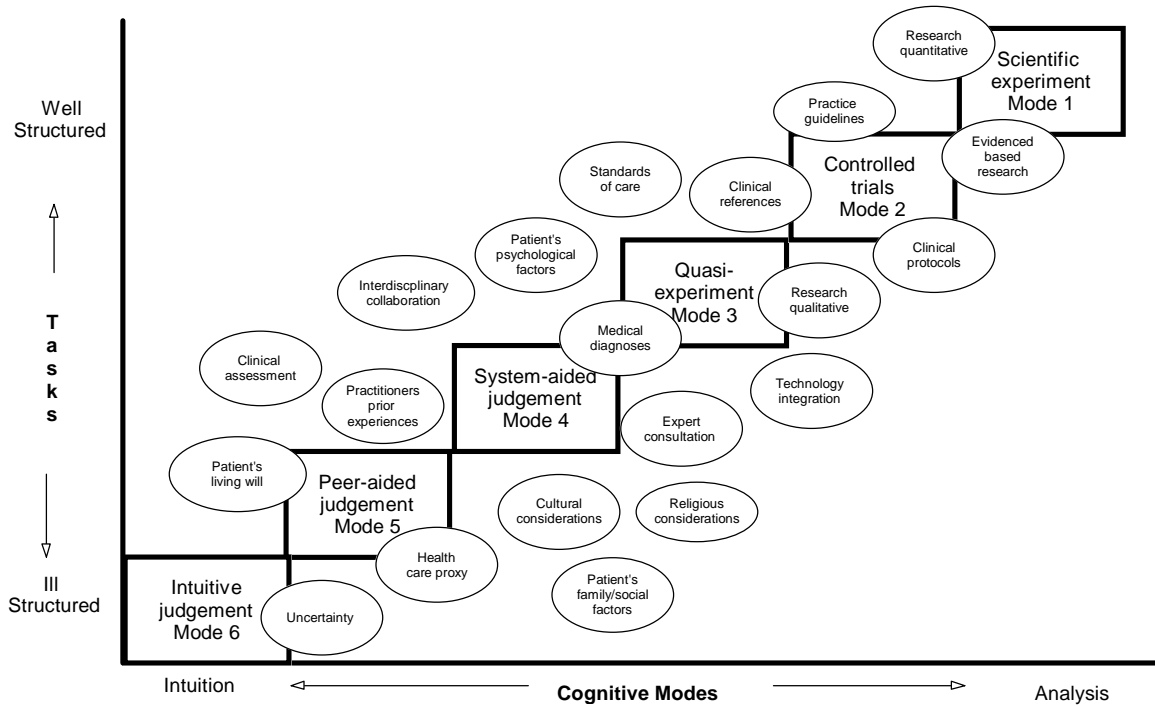 Research
quantitative
Scientific
experiment
Mode 1
Well
Structured
Practice
guidelines
Evidenced
based
research
Controlled
trials
Mode 2
Standards
of care
Clinical
references
Clinical
protocols
Patient's
psychological
factors
Quasi-
experiment
Mode 3
Interdiscplinary
collaboration
Research
qualitative
Medical
diagnoses
Tasks
Clinical
assessment
System-aided
judgement
Mode 4
Technology
integration
Practitioners
prior
experiences
Expert
consultation
Patient's
living will
Peer-aided
judgement
Mode 5
Cultural
considerations
Religious
considerations
Health
care proxy
Ill
Structured
Intuitive
judgement
Mode 6
Uncertainty
Patient's
family/social
factors
Intuition
Cognitive Modes
Analysis